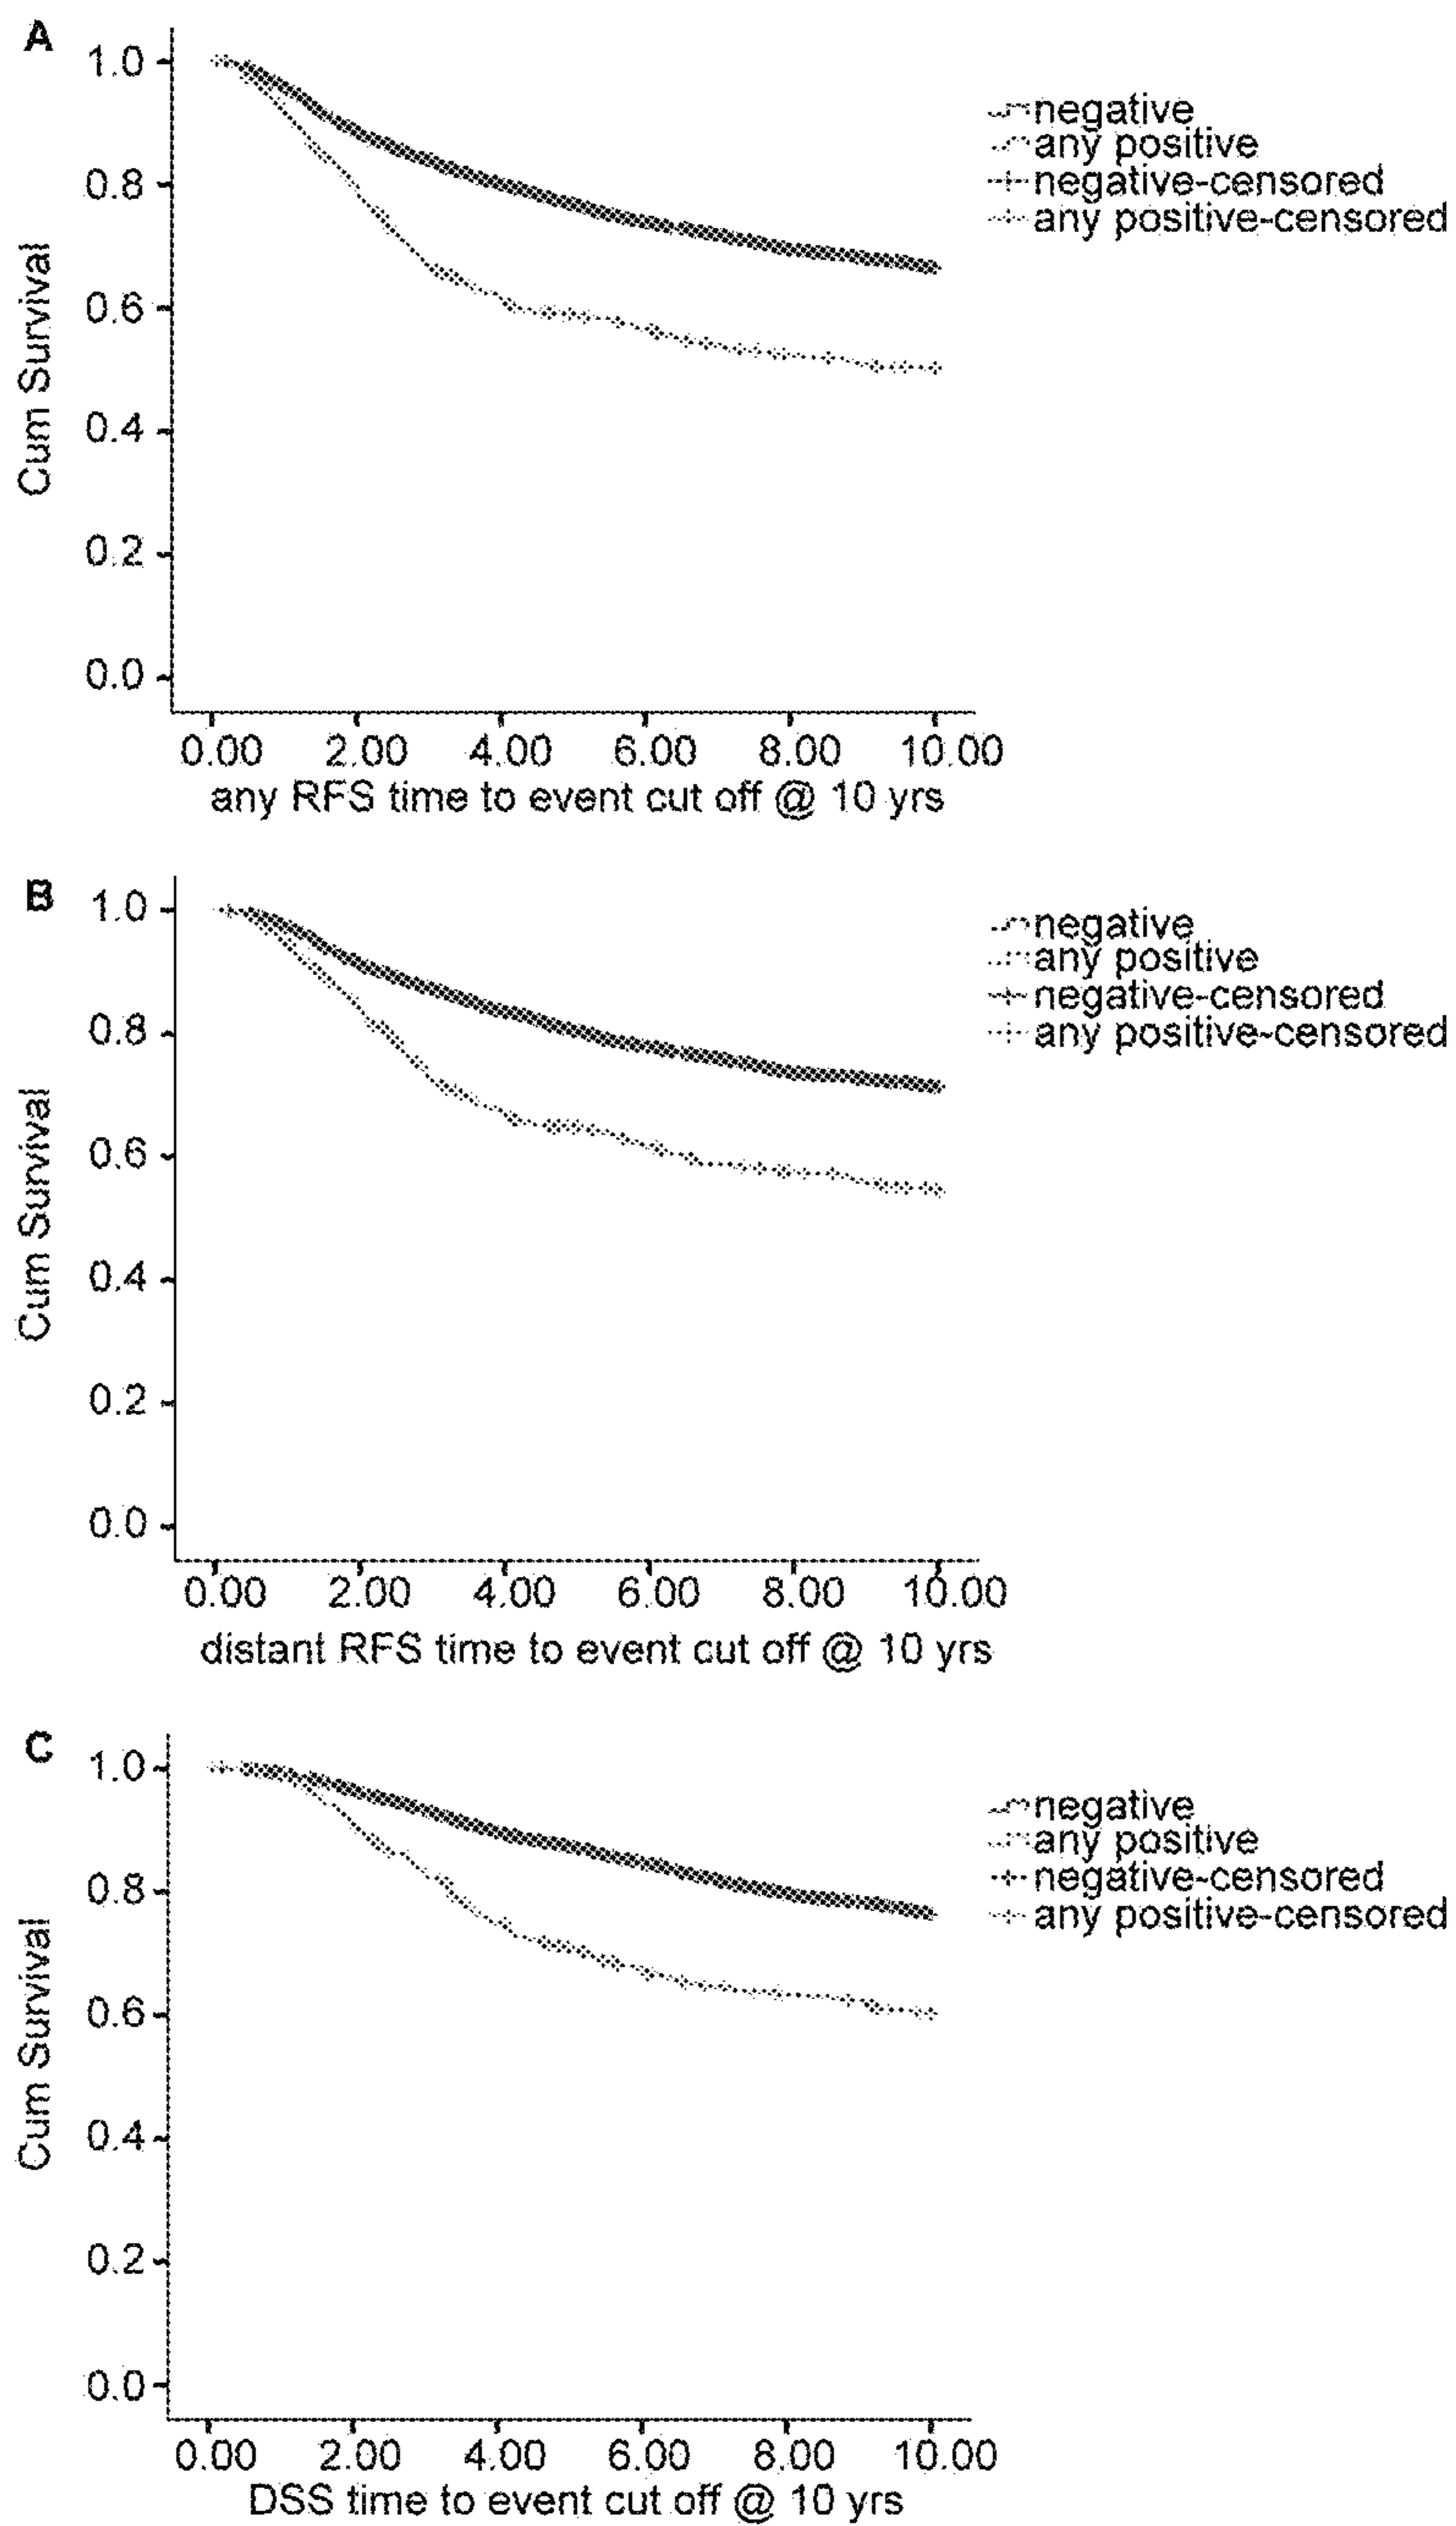 A
1.0
0.8
0.6
0.4
0.2
0.0
Cum Survival
negative
any positive
negative-censored
any positive-censored
0.00 2.00 4.00 6.00 8.00 10.00
any RFS time to event cut off @ 10 yrs
B
1.0
0.8
0.6
0.4
0.2
0.0
Cum Survival
negative
any positive
negative-censored
any positive-censored
0.00 2.00 4.00 6.00 8.00 10.00
distant RFS time to event cut off @ 10 yrs
C
1.0
0.8
0.6
0.4
0.2
0.0
Cum Survival
negative
any positive
negative-censored
any positive-censored
0.00 2.00 4.00 6.00 8.00 10.00
DSS time to event cut off @ 10 yrs